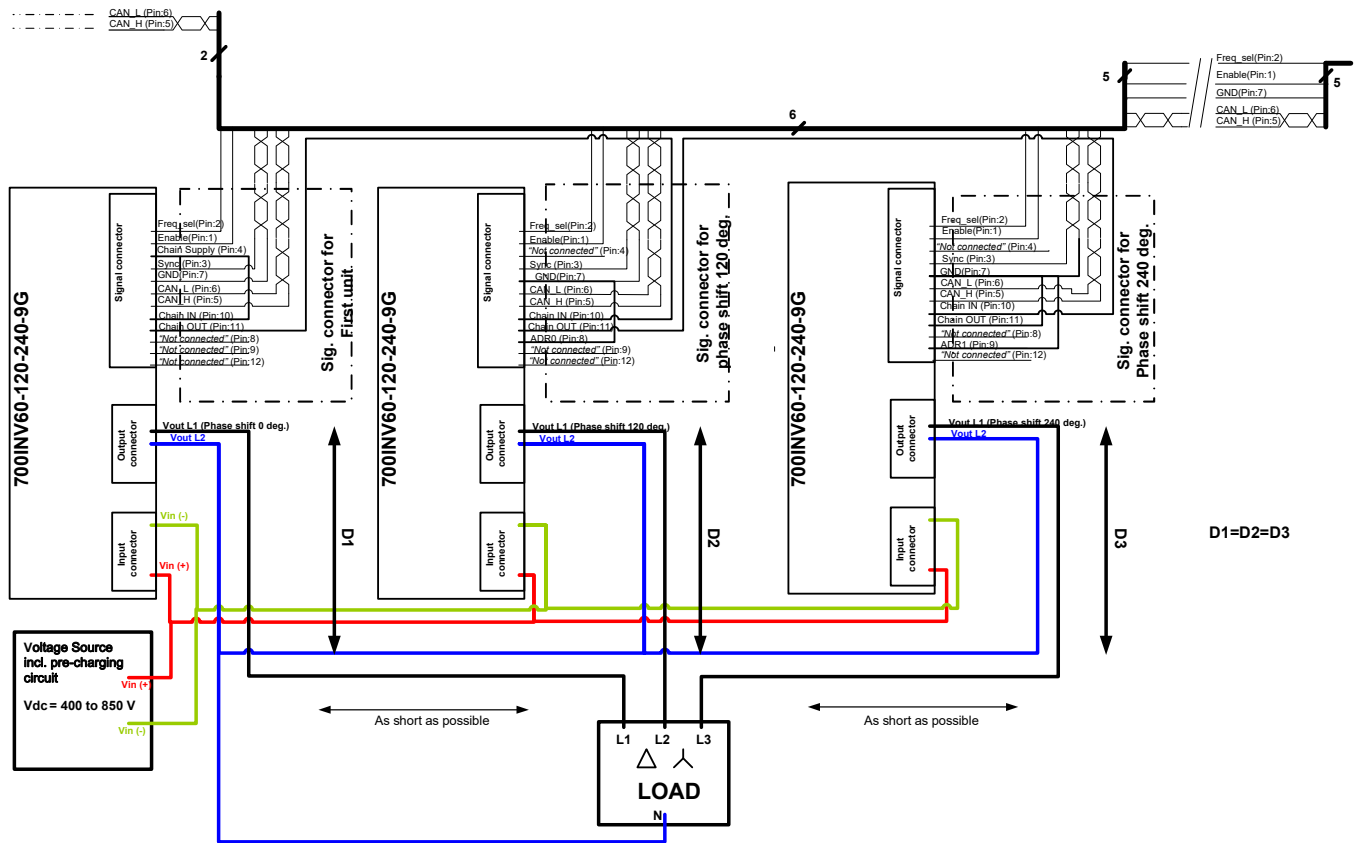 CAN_L (Pin:6)
CAN_H (Pin:5)
2
6
5
Freq_sel(Pin:2)
Enable(Pin:1)
GND(Pin:7)
CAN_L (Pin:6)
CAN_H (Pin:5)
5
700INV60-120-240-9G
Signal connector
Freq_sel(Pin:2)
Enable(Pin:1)
Chain Supply (Pin:4)
Sync(Pin:3)
GND(Pin:7)
CAN_L (Pin:6)
CAN_H (Pin:5)
Chain IN (Pin:10)
Chain OUT (Pin:11)
"Not connected" (Pin:8)
"Not connected" (Pin:9)
"Not connected" (Pin:12)
Sig. connector for
First unit.
Output
connector
Vout L1 (Phase shift 0 deg.)
Vout L2
Input
connector
Vin (-)
Vin (+)
D1
700INV60-120-240-9G
Signal connector
Freq_sel(Pin:2)
Enable(Pin:1)
"Not connected" (Pin:4)
Sync (Pin:3)
GND(Pin:7)
CAN_L (Pin:6)
CAN_H (Pin:5)
Chain IN (Pin:10)
Chain OUT (Pin:11)
ADR0 (Pin:8)
"Not connected" (Pin:9)
"Not connected" (Pin:12)
Sig. connector for
phase shift 120 deg,
Output
connector
Vout L1 (Phase shift 120 deg.)
Vout L2
Input
connector
D2
700INV60-120-240-9G
Signal connector
Freq_sel(Pin:2)
Enable(Pin:1)
"Not connected" (Pin:4)
Sync (Pin:3)
GND(Pin:7)
CAN_L (Pin:6)
CAN_H (Pin:5)
Chain IN (Pin:10)
Chain OUT (Pin:11)
"Not connected" (Pin:8)
ADR1 (Pin:9)
"Not connected" (Pin:12)
Sig. connector for
Phase shift 240 deg.
Output
connector
Vout L1 (Phase shift 240 deg.)
Vout L2
Input
connector
D3
D1=D2=D3
Voltage Source
incl. pre-charging
circuit
Vin (+)
Vdc = 400 to 850 V
Vin (-)
As short as possible
As short as possible
L1 L2 L3
LOAD
N